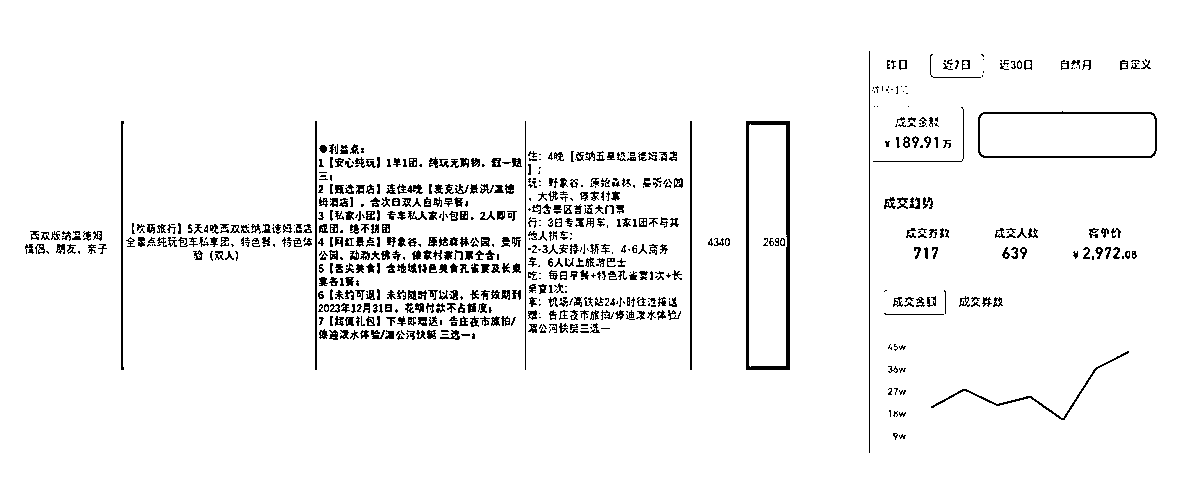 西双版纳温德姆
情侣、朋友、亲子
【吹萌旅行】5天4晚西双版纳温德姆酒店
全景点纯玩包车私享团、特色餐、特色体
验（双人）
●利益点：
1【安心纯玩】1单1团，纯玩无购物，假一赔
三；
2【甄选酒店】连住4晚【麦克达/景洪/温德
姆酒店】，含次日双人自助早餐；
3【私家小团】专车私人家小包团，2人即可
成团，绝不拼团
4【网红景点】野象谷、原始森林公园、曼听
公园、勐泐大佛寺、傣家村寨门票全含；
5【舌尖美食】含地域特色美食孔雀宴及长桌
宴各1餐；
6【未约可退】未约随时可以退，长有效期到
2023年12月31日，花朝付款不占额度；
7【超值礼包】下单即赠送：告庄夜市旅拍/
傣迪泼水体验/湄公河快艇 三选一；
住：4晚【版纳五星级温德姆酒店
】；
玩：野象谷、原始森林、曼听公园
、大佛寺、傣家村寨
-均含景区首道大门票
行：3日专属用车，1家1团不与其
他人拼车；
-2-3人安排小轿车，4-6人商务
车，6人以上旅游巴士
吃：每日早餐+特色孔雀宴1次+长
桌宴1次；
享：机场/高铁站24小时往返接送
赠：告庄夜市旅拍/傣迪泼水体验/
湄公河快艇三选一
4340
2680
昨日
近7日
近30日
自然月
自定义
成交金额
¥189.91万
成交趋势
成交券数
成交人数
客单价
717
639
¥2,972.08
成交金额
成交券数
45w
36w
27w
18w
9w